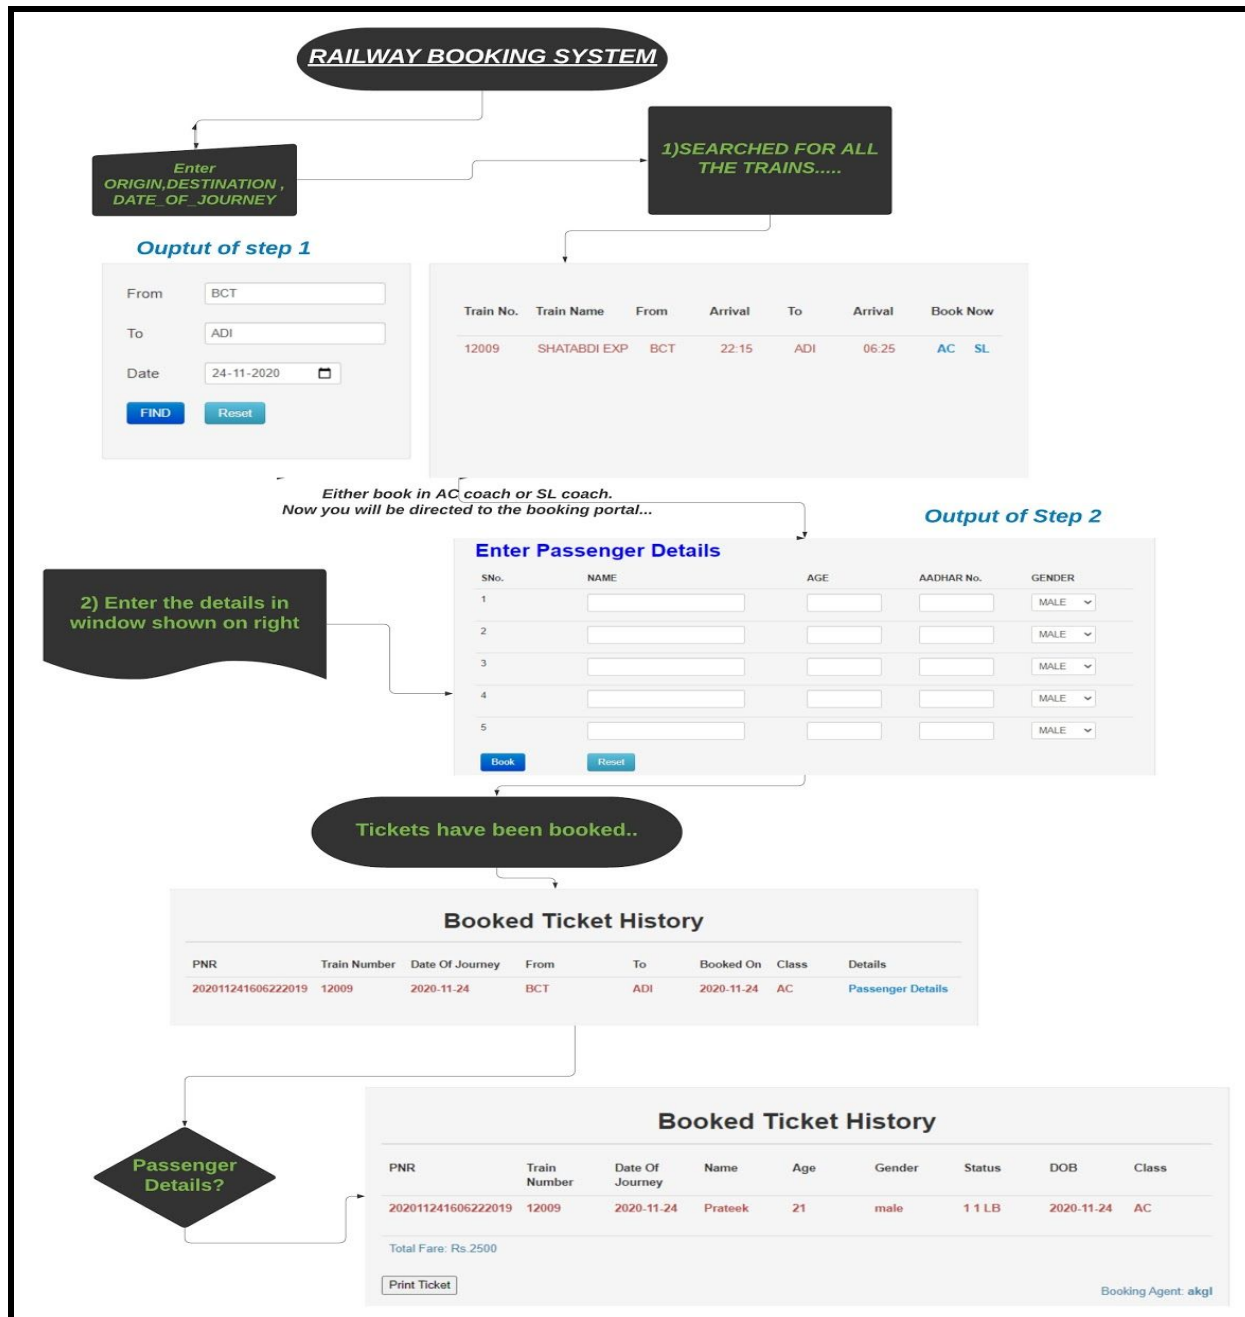 RAILWAY BOOKING SYSTEM
Enter
ORIGIN,DESTINATION ,
DATE_OF_JOURNEY
1)SEARCHED FOR ALL
THE TRAINS.....
Ouptut of step 1
From BCT
To ADI
Date 24-11-2020
FIND Reset
Train No. Train Name From Arrival To Arrival Book Now
12009 SHATABDI EXP BCT 22:15 ADI 06:25 AC SL
Either book in AC coach or SL coach.
Now you will be directed to the booking portal...
Output of Step 2
2) Enter the details in
window shown on right
Enter Passenger Details
SNo. NAME AGE AADHAR No. GENDER
1 MALE
2 MALE
3 MALE
4 MALE
5 MALE
Book Reset
Tickets have been booked..
Booked Ticket History
PNR Train Number Date Of Journey From To Booked On Class Details
202011241606222019 12009 2020-11-24 BCT ADI 2020-11-24 AC Passenger Details
Passenger
Details?
Booked Ticket History
PNR Train Date Of Name Age Gender Status DOB Class
Number Journey
202011241606222019 12009 2020-11-24 Prateek 21 male 1 1 LB 2020-11-24 AC
Total Fare: Rs.2500
Print Ticket
Booking Agent: akgl